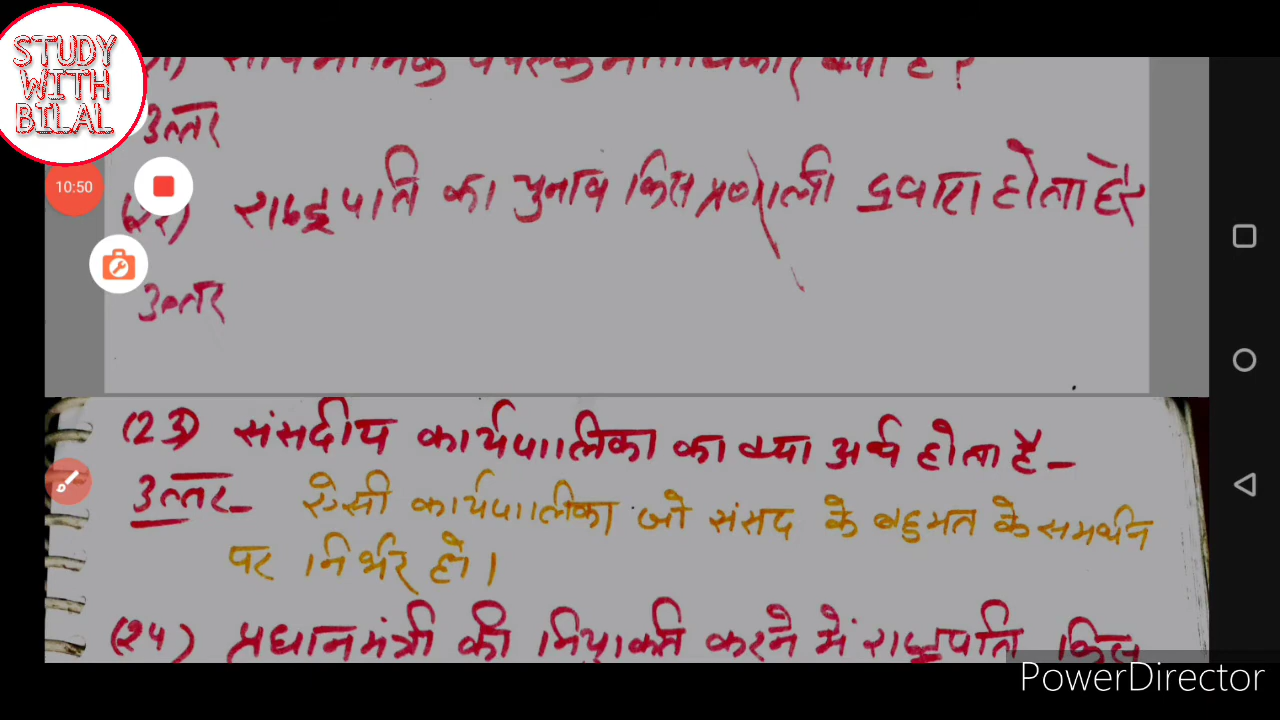 STUDY
WITH
BILAL
क्या है ?
उत्तर
10:50
(22) राष्ट्रपति का चुनाव किस प्रणाली द्वारा होता है?
उत्तर
(23) संसदीय कार्यपालिका का क्या अर्थ होता है -
उत्तर - ऐसी कार्यपालिका जो संसद के बहुमत के समर्थन
पर निर्भर हो।
(24) प्रधानमंत्री की नियुक्ति करने में राष्ट्रपति किस
PowerDirector